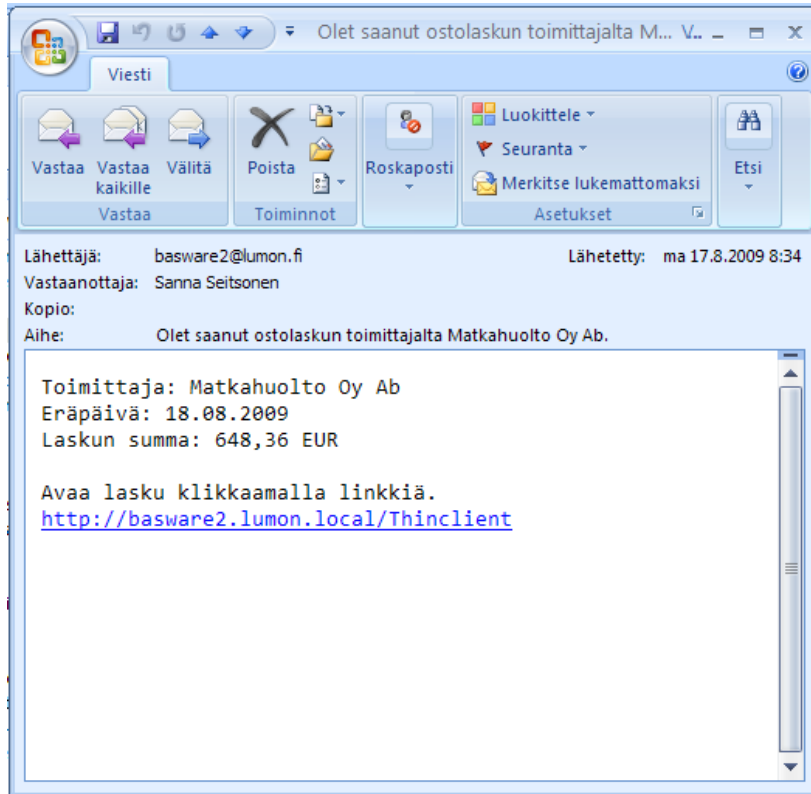 Olet saanut ostolaskun toimittajalta M... V...
Viesti
Vastaa Vastaa kaikille Välitä
Poista
Roskaposti
Luokittele
Seuranta
Merkitse lukemattomaksi
Etsi
Vastaa Toiminnot Asetukset
Lähettäjä: basware2@lumon.fi Lähetetty: ma 17.8.2009 8:34
Vastaanottaja: Sanna Seitsonen
Kopio:
Aihe: Olet saanut ostolaskun toimittajalta Matkahuolto Oy Ab.
Toimittaja: Matkahuolto Oy Ab
Eräpäivä: 18.08.2009
Laskun summa: 648,36 EUR
Avaa lasku klikkaamalla linkkiä.
http://basware2.lumon.local/Thinclient